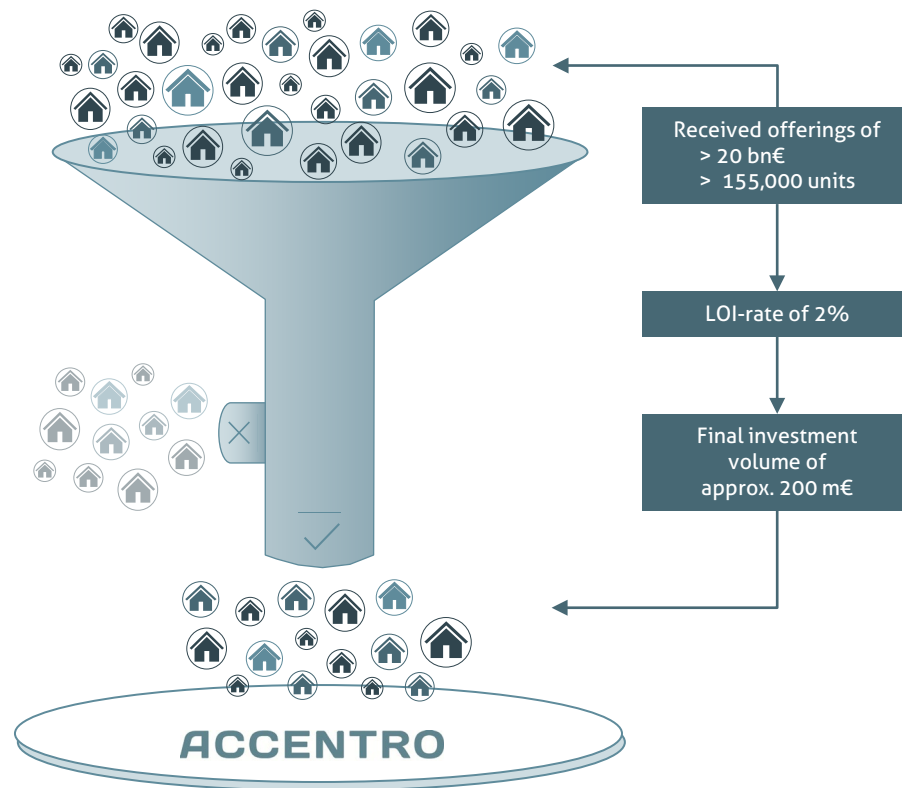 Received offerings of
> 20 bn€
> 155,000 units
LOI-rate of 2%
Final investment
volume of
approx. 200 m€
ACCENTRO